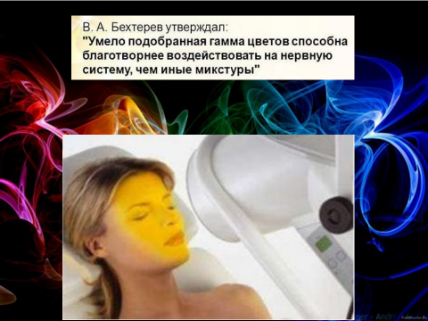 В. А. Бехтерев утверждал:
"Умело подобранная гамма цветов способна
благотворнее воздействовать на нервную
систему, чем иные микстуры"